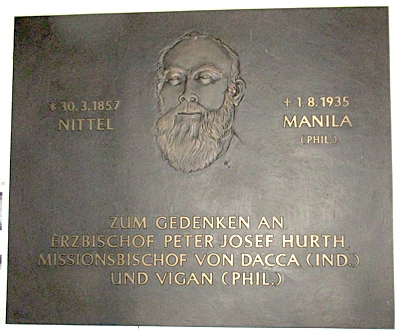 * 30.3.1857
NITTEL
+ 1.8.1935
MANILA
(PHIL.)
ZUM GEDENKEN AN
ERZBISCHOF PETER JOSEF HURTH,
MISSIONSBISCHOF VON DACCA (IND.)
UND VIGAN (PHIL.)